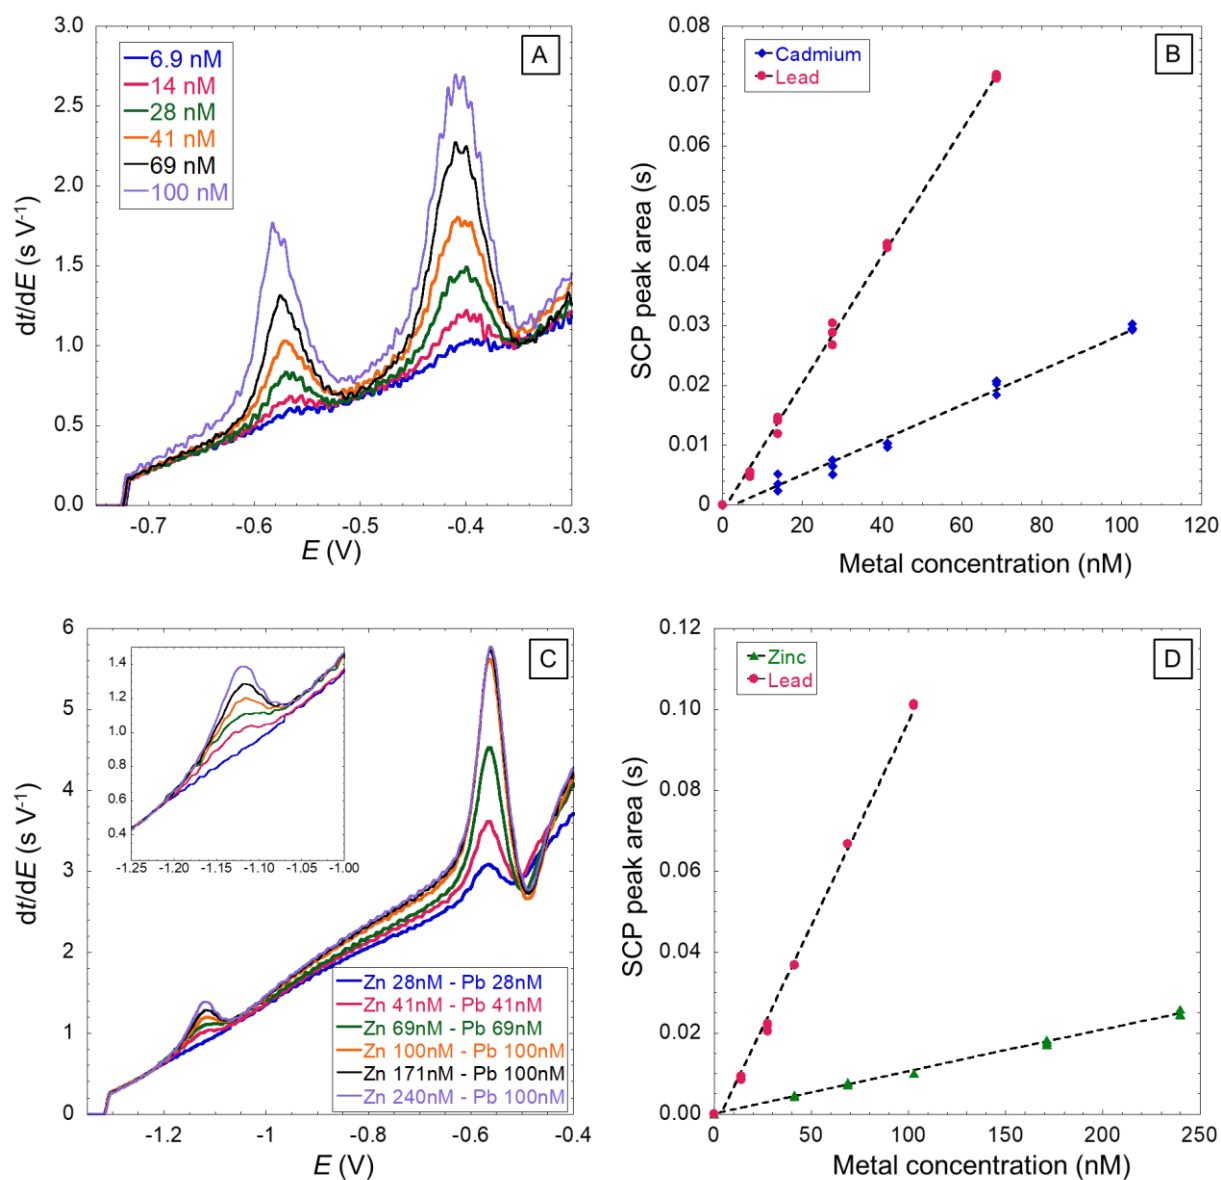 3.0
2.5
2.0
1.5
1.0
0.5
0.0
dt/dE (s V⁻¹)
6.9 nM
14 nM
28 nM
41 nM
69 nM
100 nM
A
-0.7 -0.6 -0.5 -0.4 -0.3
E (V)
0.08
0.07
0.06
0.05
0.04
0.03
0.02
0.01
0
SCP peak area (s)
Cadmium
Lead
B
0 20 40 60 80 100 120
Metal concentration (nM)
6
5
4
3
2
1
0
dt/dE (s V⁻¹)
1.4
1.2
1.0
0.8
0.6
0.4
-1.25 -1.20 -1.15 -1.10 -1.05 -1.00
C
Zn 28nM - Pb 28nM
Zn 41nM - Pb 41nM
Zn 69nM - Pb 69nM
Zn 100nM - Pb 100nM
Zn 171nM - Pb 100nM
Zn 240nM - Pb 100nM
-1.2 -1 -0.8 -0.6 -0.4
E (V)
0.12
0.10
0.08
0.06
0.04
0.02
0.00
SCP peak area (s)
Zinc
Lead
D
0 50 100 150 200 250
Metal concentration (nM)